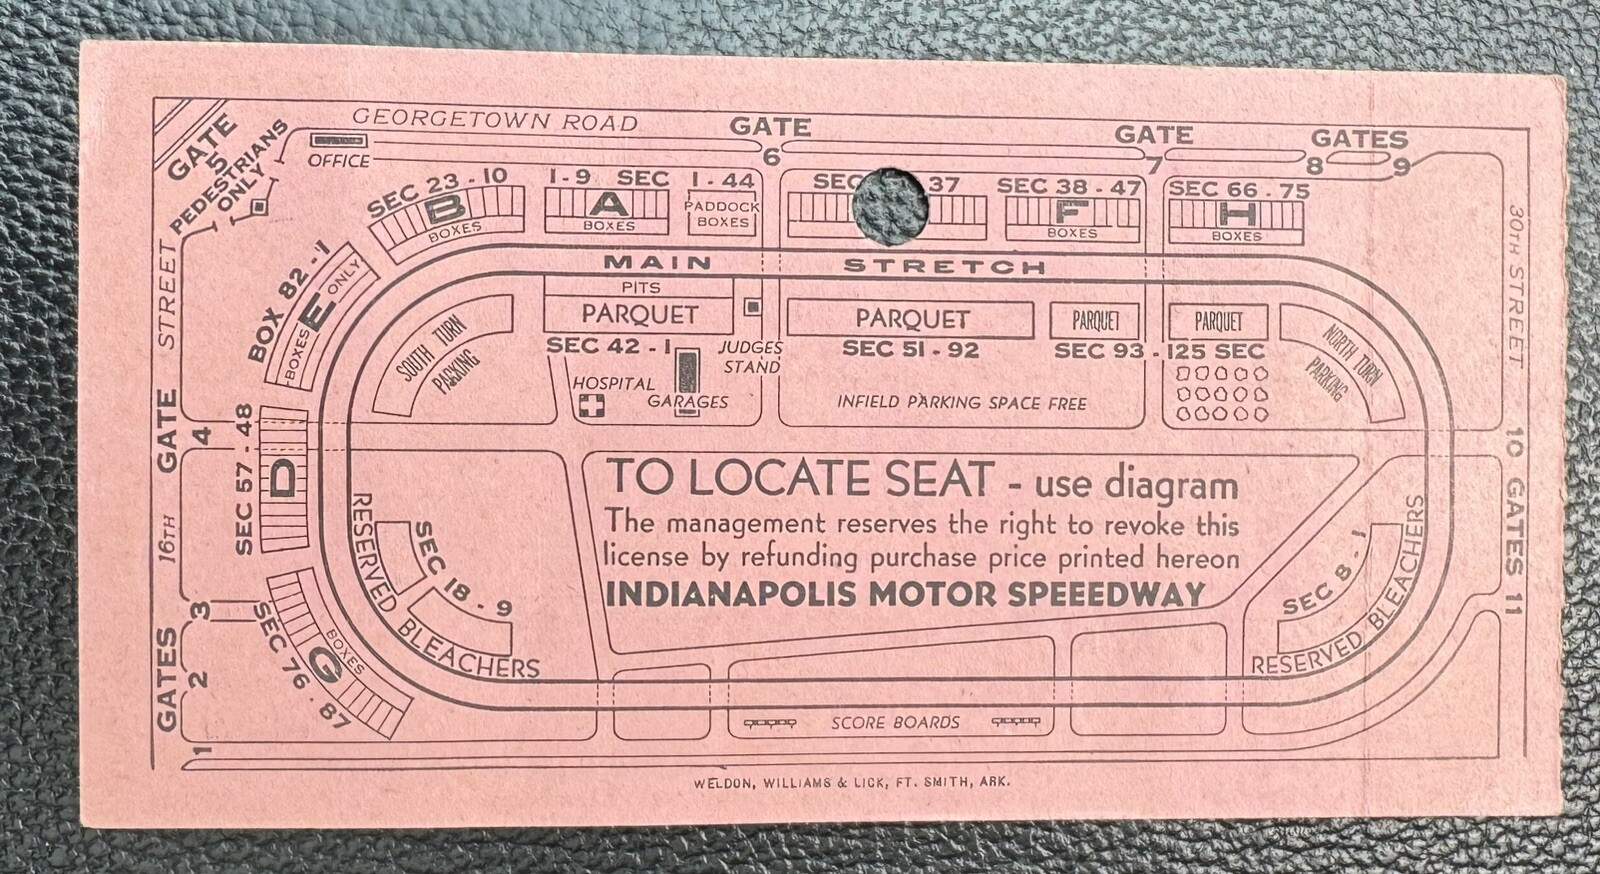 GEORGETOWN ROAD
GATE
5
PEDESTRIANS
ONLY
OFFICE
GATE
6
GATE
7
GATES
8
9
SEC 23 - 10
B
BOXES
1-9 SEC
A
BOXES
1-44
PADDOCK
BOXES
SEC 37
SEC 38 - 47
F
BOXES
SEC 66 - 75
H
BOXES
30TH STREET
MAIN STRETCH
PITS
PARQUET
SEC 42 - 1
JUDGES
STAND
PARQUET
SEC 51 - 92
PARQUET
PARQUET
SEC 93 - 125 SEC
BOX 82 - 1
E
BOXES ONLY
SOUTH TURN
PARKING
HOSPITAL
GARAGES
INFIELD PARKING SPACE FREE
NORTH TURN
PARKING
16TH STREET
GATE
4
SEC 57 - 48
D
10 GATES 11
TO LOCATE SEAT - use diagram
The management reserves the right to revoke this
license by refunding purchase price printed hereon
INDIANAPOLIS MOTOR SPEEEDWAY
RESERVED BLEACHERS
SEC 18 - 9
SEC 8 - 1
RESERVED BLEACHERS
GATES
3
2
1
SEC 76 - 87
G
BOXES
SCORE BOARDS
WELDON, WILLIAMS & LICK, FT. SMITH, ARK.